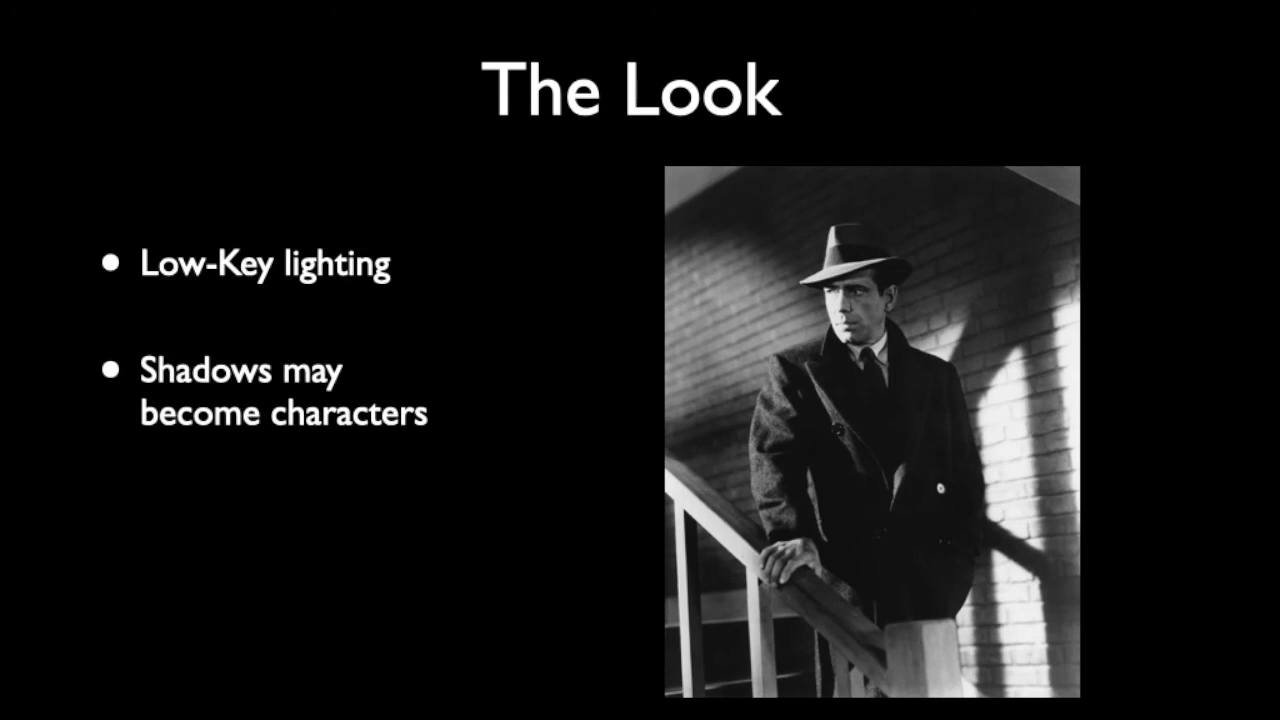 The Look
• Low-Key lighting
• Shadows may
become characters